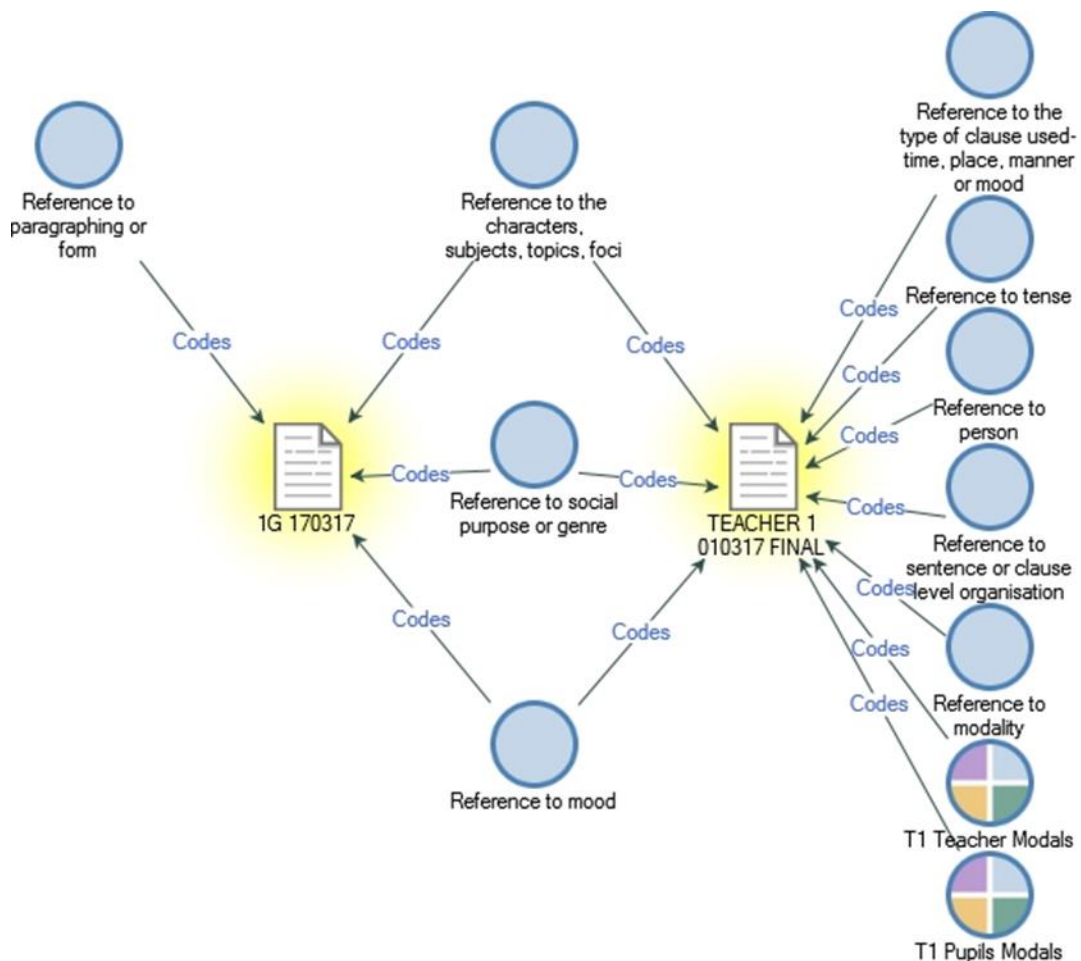 Reference to the
type of clause used-
time, place, manner
or mood
Reference to
paragraphing or
form
Reference to the
characters,
subjects, topics, foci
Reference to tense
Codes
Codes
Codes
Codes
Codes
Reference to
person
Codes
1G 170317
Codes
Reference to social
purpose or genre
Codes
TEACHER 1
010317 FINAL
Codes
Reference to
sentence or clause
level organisation
Codes
Codes
Codes
Codes
Reference to
modality
Codes
Reference to mood
T1 Teacher Modals
T1 Pupils Modals